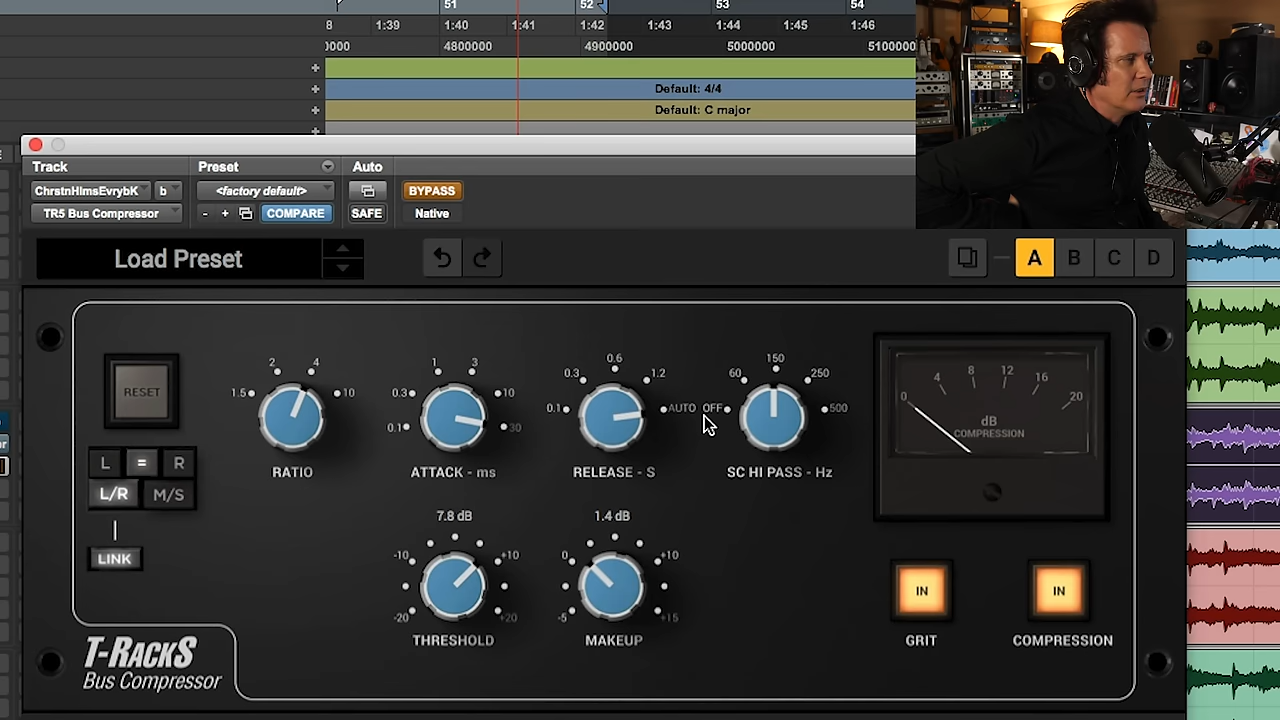 51 52 53 54
8 1:39 1:40 1:41 1:42 1:43 1:44 1:45 1:46
0000 4800000 4900000 5000000 5100000
+
+ Default: 4/4
+ Default: C major
+
Track Preset Auto
ChrstnHlmsEvrybK b <factory default> BYPASS
TR5 Bus Compressor - + COMPARE SAFE Native
Load Preset A B C D
RESET
L = R
L/R M/S
LINK
1.5 2 4 10
RATIO
0.1 0.3 1 3 10 30
ATTACK - ms
0.1 0.3 0.6 1.2 AUTO
RELEASE - S
OFF 60 150 250 500
SC HI PASS - Hz
0 4 8 12 16 20
dB
COMPRESSION
7.8 dB
-20 -10 +10 +20
THRESHOLD
1.4 dB
-5 0 +10 +15
MAKEUP
IN
GRIT
IN
COMPRESSION
T-RackS
Bus Compressor